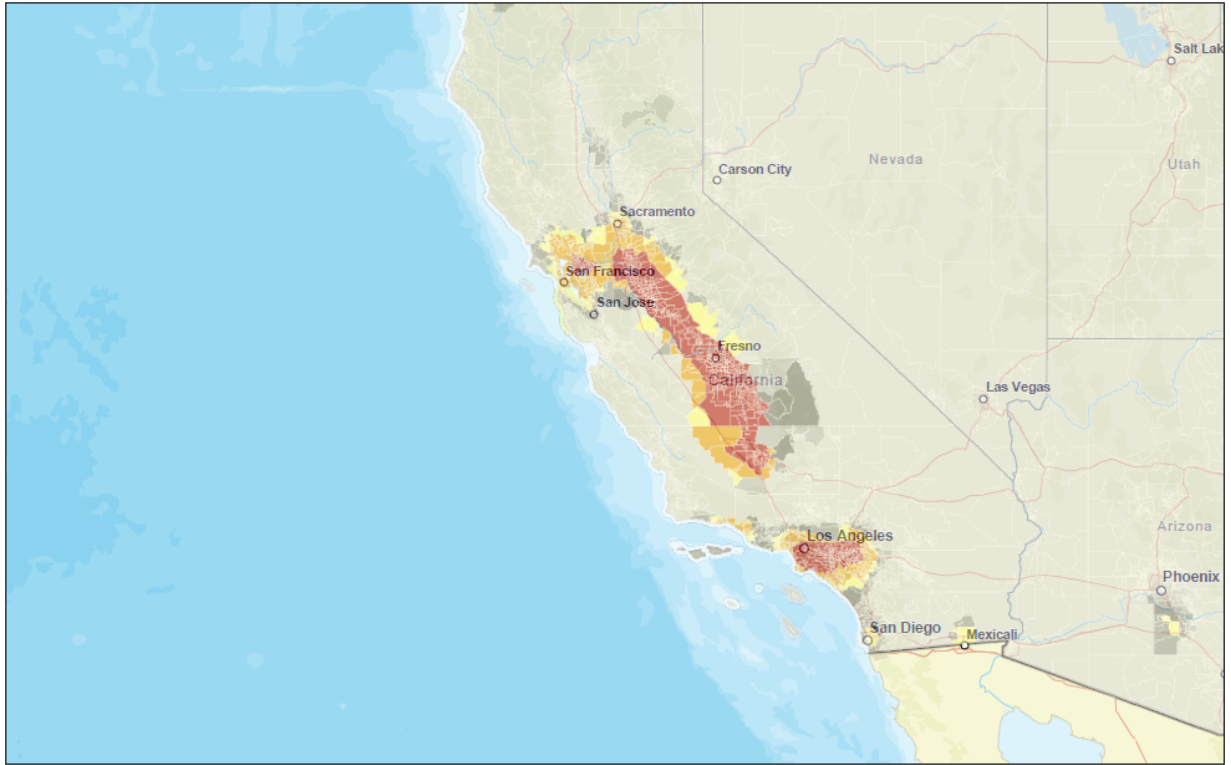 Salt Lak
Nevada
Utah
Carson City
Sacramento
San Francisco
San Jose
Fresno
California
Las Vegas
Arizona
Los Angeles
Phoenix
San Diego
Mexicali